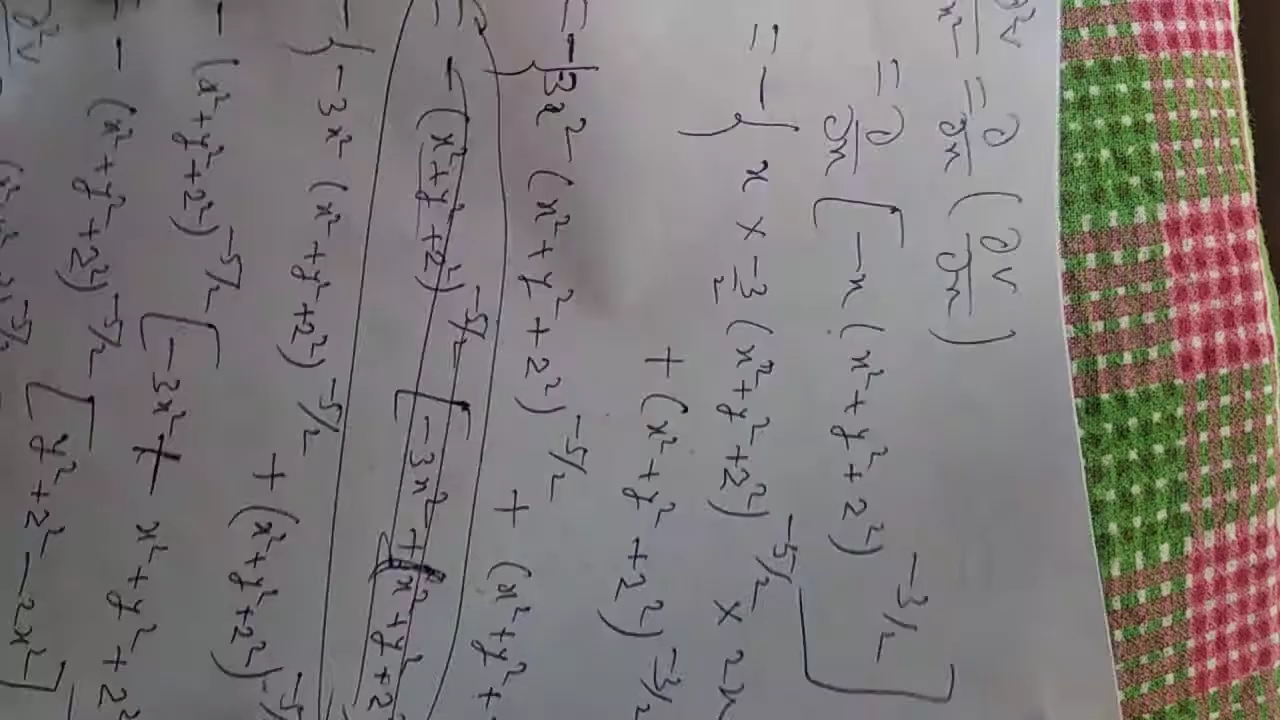 ∂²v/∂x² = ∂/∂x (∂v/∂x)
= ∂/∂x [ -x (x² + y² + z²)^-3/2 ]
= - { x × -3/2 (x² + y² + z²)^-5/2 × 2x
+ (x² + y² + z²)^-3/2
= - { -3x² (x² + y² + z²)^-5/2 + (x² + y² +
= - (x² + y² + z²)^-5/2 [ -3x² + (x² + y² + z²
- { -3x² (x² + y² + z²)^-5/2 + (x² + y² + z²)^-5/
- (x² + y² + z²)^-5/2 [ -3x² + x² + y² + z²
= - (x² + y² + z²)^-5/2 [ y² + z² - 2x² ]
∂²v